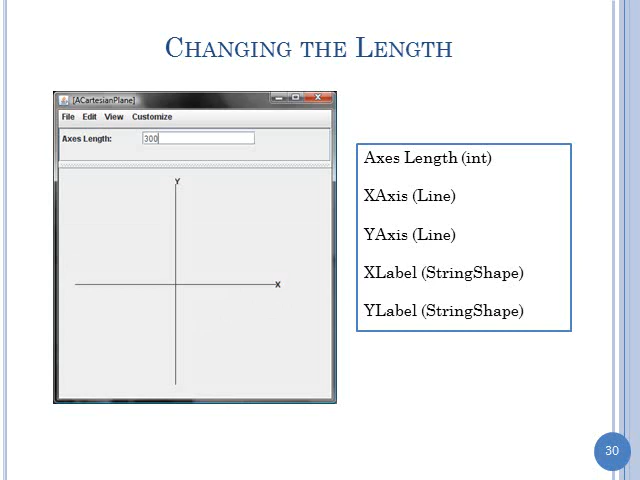 CHANGING THE LENGTH
[ACartesianPlane]
File Edit View Customize
Axes Length: 300
Y
X
Axes Length (int)
XAxis (Line)
YAxis (Line)
XLabel (StringShape)
YLabel (StringShape)
30